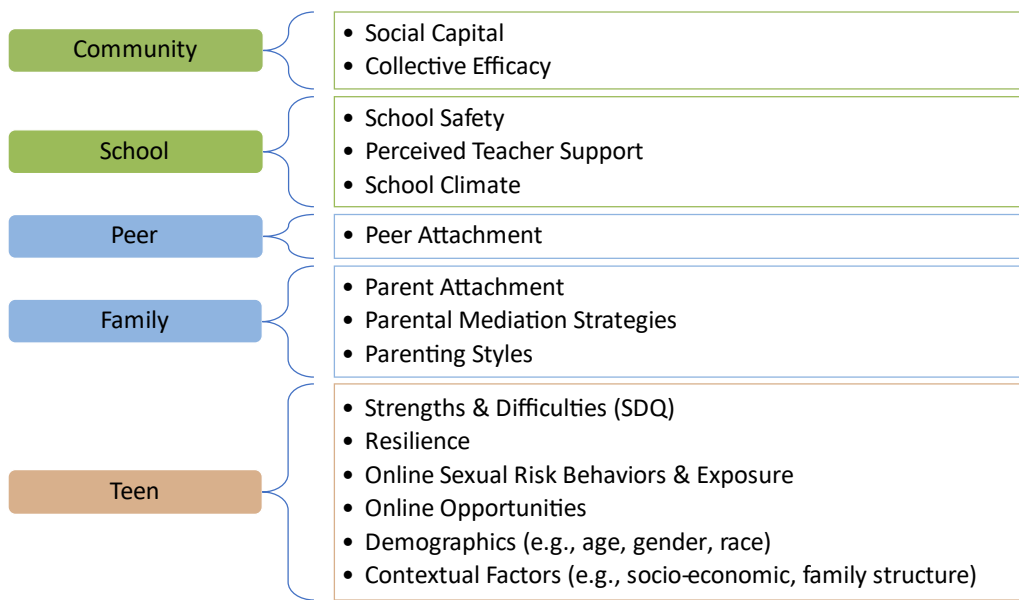 Community
• Social Capital
• Collective Efficacy
School
• School Safety
• Perceived Teacher Support
• School Climate
Peer
• Peer Attachment
Family
• Parent Attachment
• Parental Mediation Strategies
• Parenting Styles
Teen
• Strengths & Difficulties (SDQ)
• Resilience
• Online Sexual Risk Behaviors & Exposure
• Online Opportunities
• Demographics (e.g., age, gender, race)
• Contextual Factors (e.g., socio-economic, family structure)